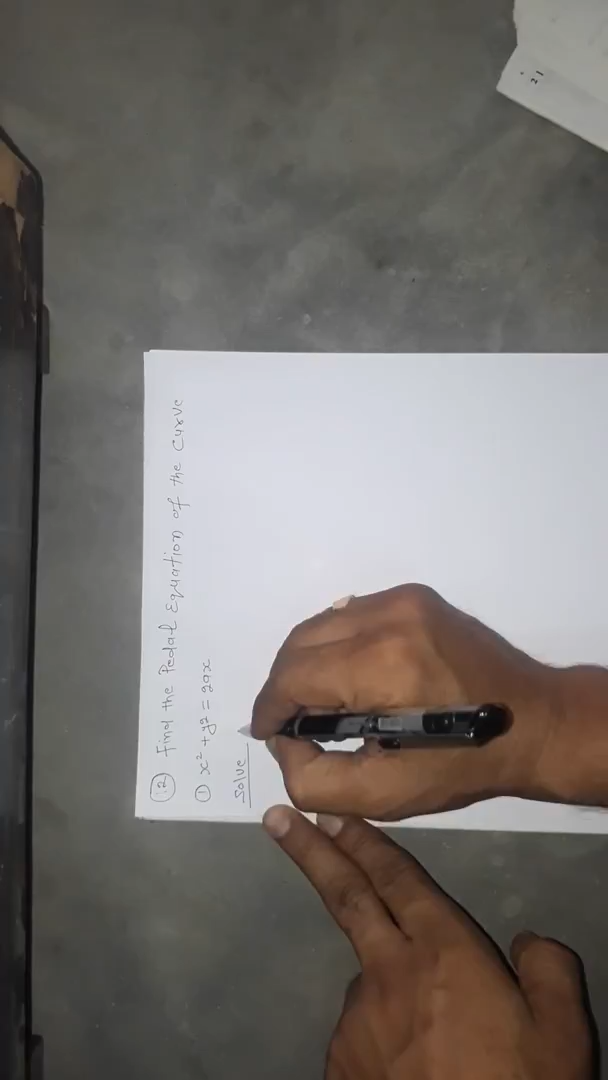 12 Find the Pedal Equation of the Curve
① x² + y² = 2ax
Solve